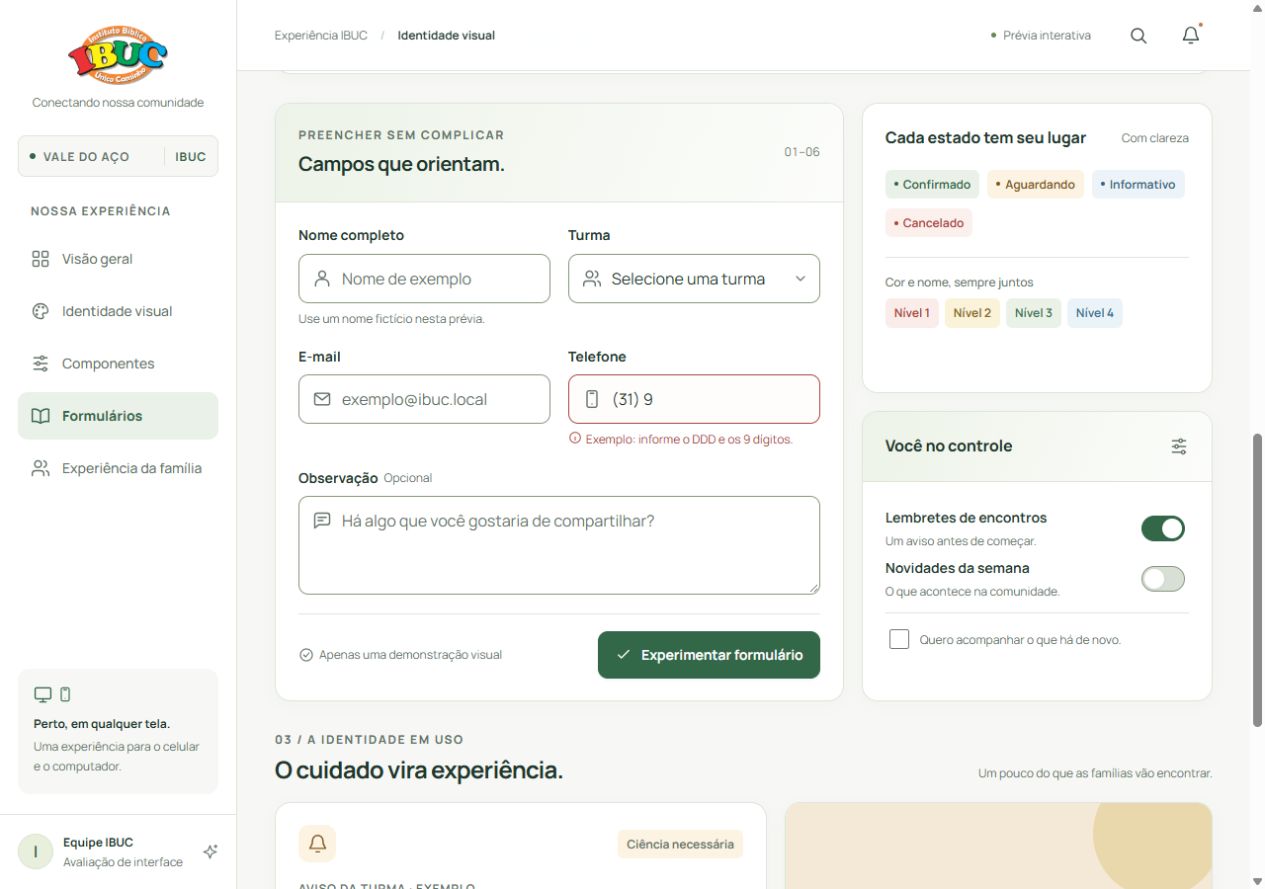 Instituto Bíblico
IBUC
Único Caminho
Conectando nossa comunidade
VALE DO AÇO
IBUC
NOSSA EXPERIÊNCIA
Visão geral
Identidade visual
Componentes
Formulários
Experiência da família
Perto, em qualquer tela.
Uma experiência para o celular
e o computador.
I
Equipe IBUC
Avaliação de interface
Experiência IBUC / Identidade visual
Prévia interativa
PREENCHER SEM COMPLICAR
Campos que orientam.
01–06
Nome completo
Nome de exemplo
Use um nome fictício nesta prévia.
Turma
Selecione uma turma
E-mail
exemplo@ibuc.local
Telefone
(31) 9
Exemplo: informe o DDD e os 9 dígitos.
Observação Opcional
Há algo que você gostaria de compartilhar?
Apenas uma demonstração visual
Experimentar formulário
Cada estado tem seu lugar
Com clareza
Confirmado
Aguardando
Informativo
Cancelado
Cor e nome, sempre juntos
Nível 1
Nível 2
Nível 3
Nível 4
Você no controle
Lembretes de encontros
Um aviso antes de começar.
Novidades da semana
O que acontece na comunidade.
Quero acompanhar o que há de novo.
03 / A IDENTIDADE EM USO
O cuidado vira experiência.
Um pouco do que as famílias vão encontrar.
Ciência necessária
AVISO DA TURMA · EXEMPLO